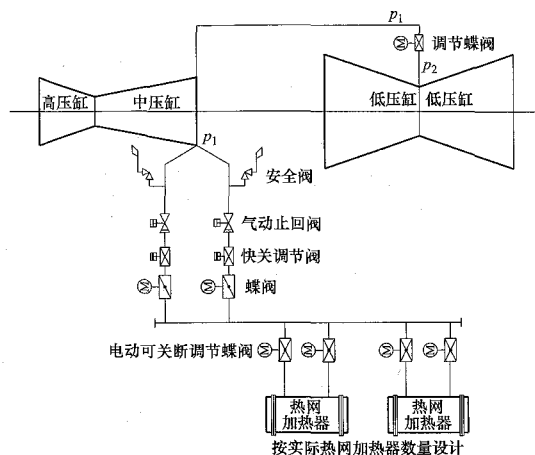 p₁
Ⓜ 调节蝶阀
p₂
高压缸 中压缸 低压缸 低压缸
p₁
安全阀
气动止回阀
快关调节阀
Ⓜ Ⓜ 蝶阀
电动可关断调节蝶阀 Ⓜ Ⓜ Ⓜ Ⓜ
热网 热网
加热器 加热器
按实际热网加热器数量设计